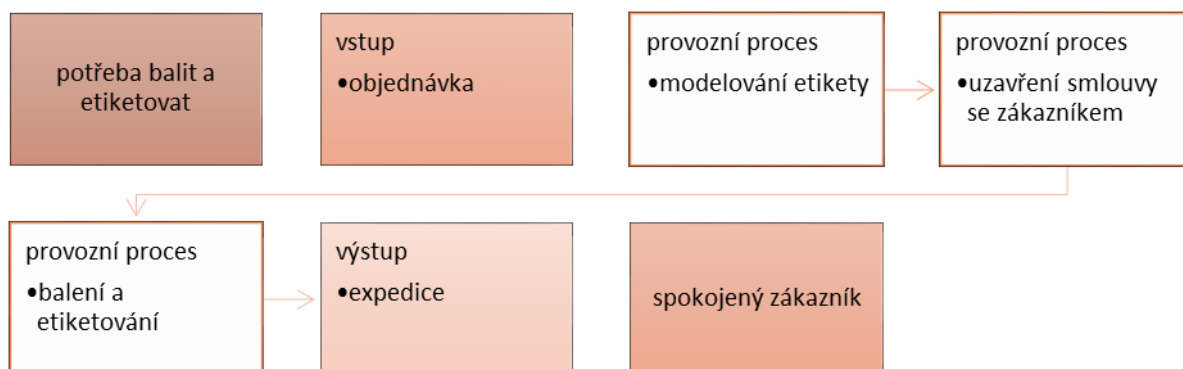 potřeba balit a
etiketovat
vstup
•objednávka
provozní proces
•modelování etikety
provozní proces
•uzavření smlouvy
se zákazníkem
provozní proces
•balení a
etiketování
výstup
•expedice
spokojený zákazník